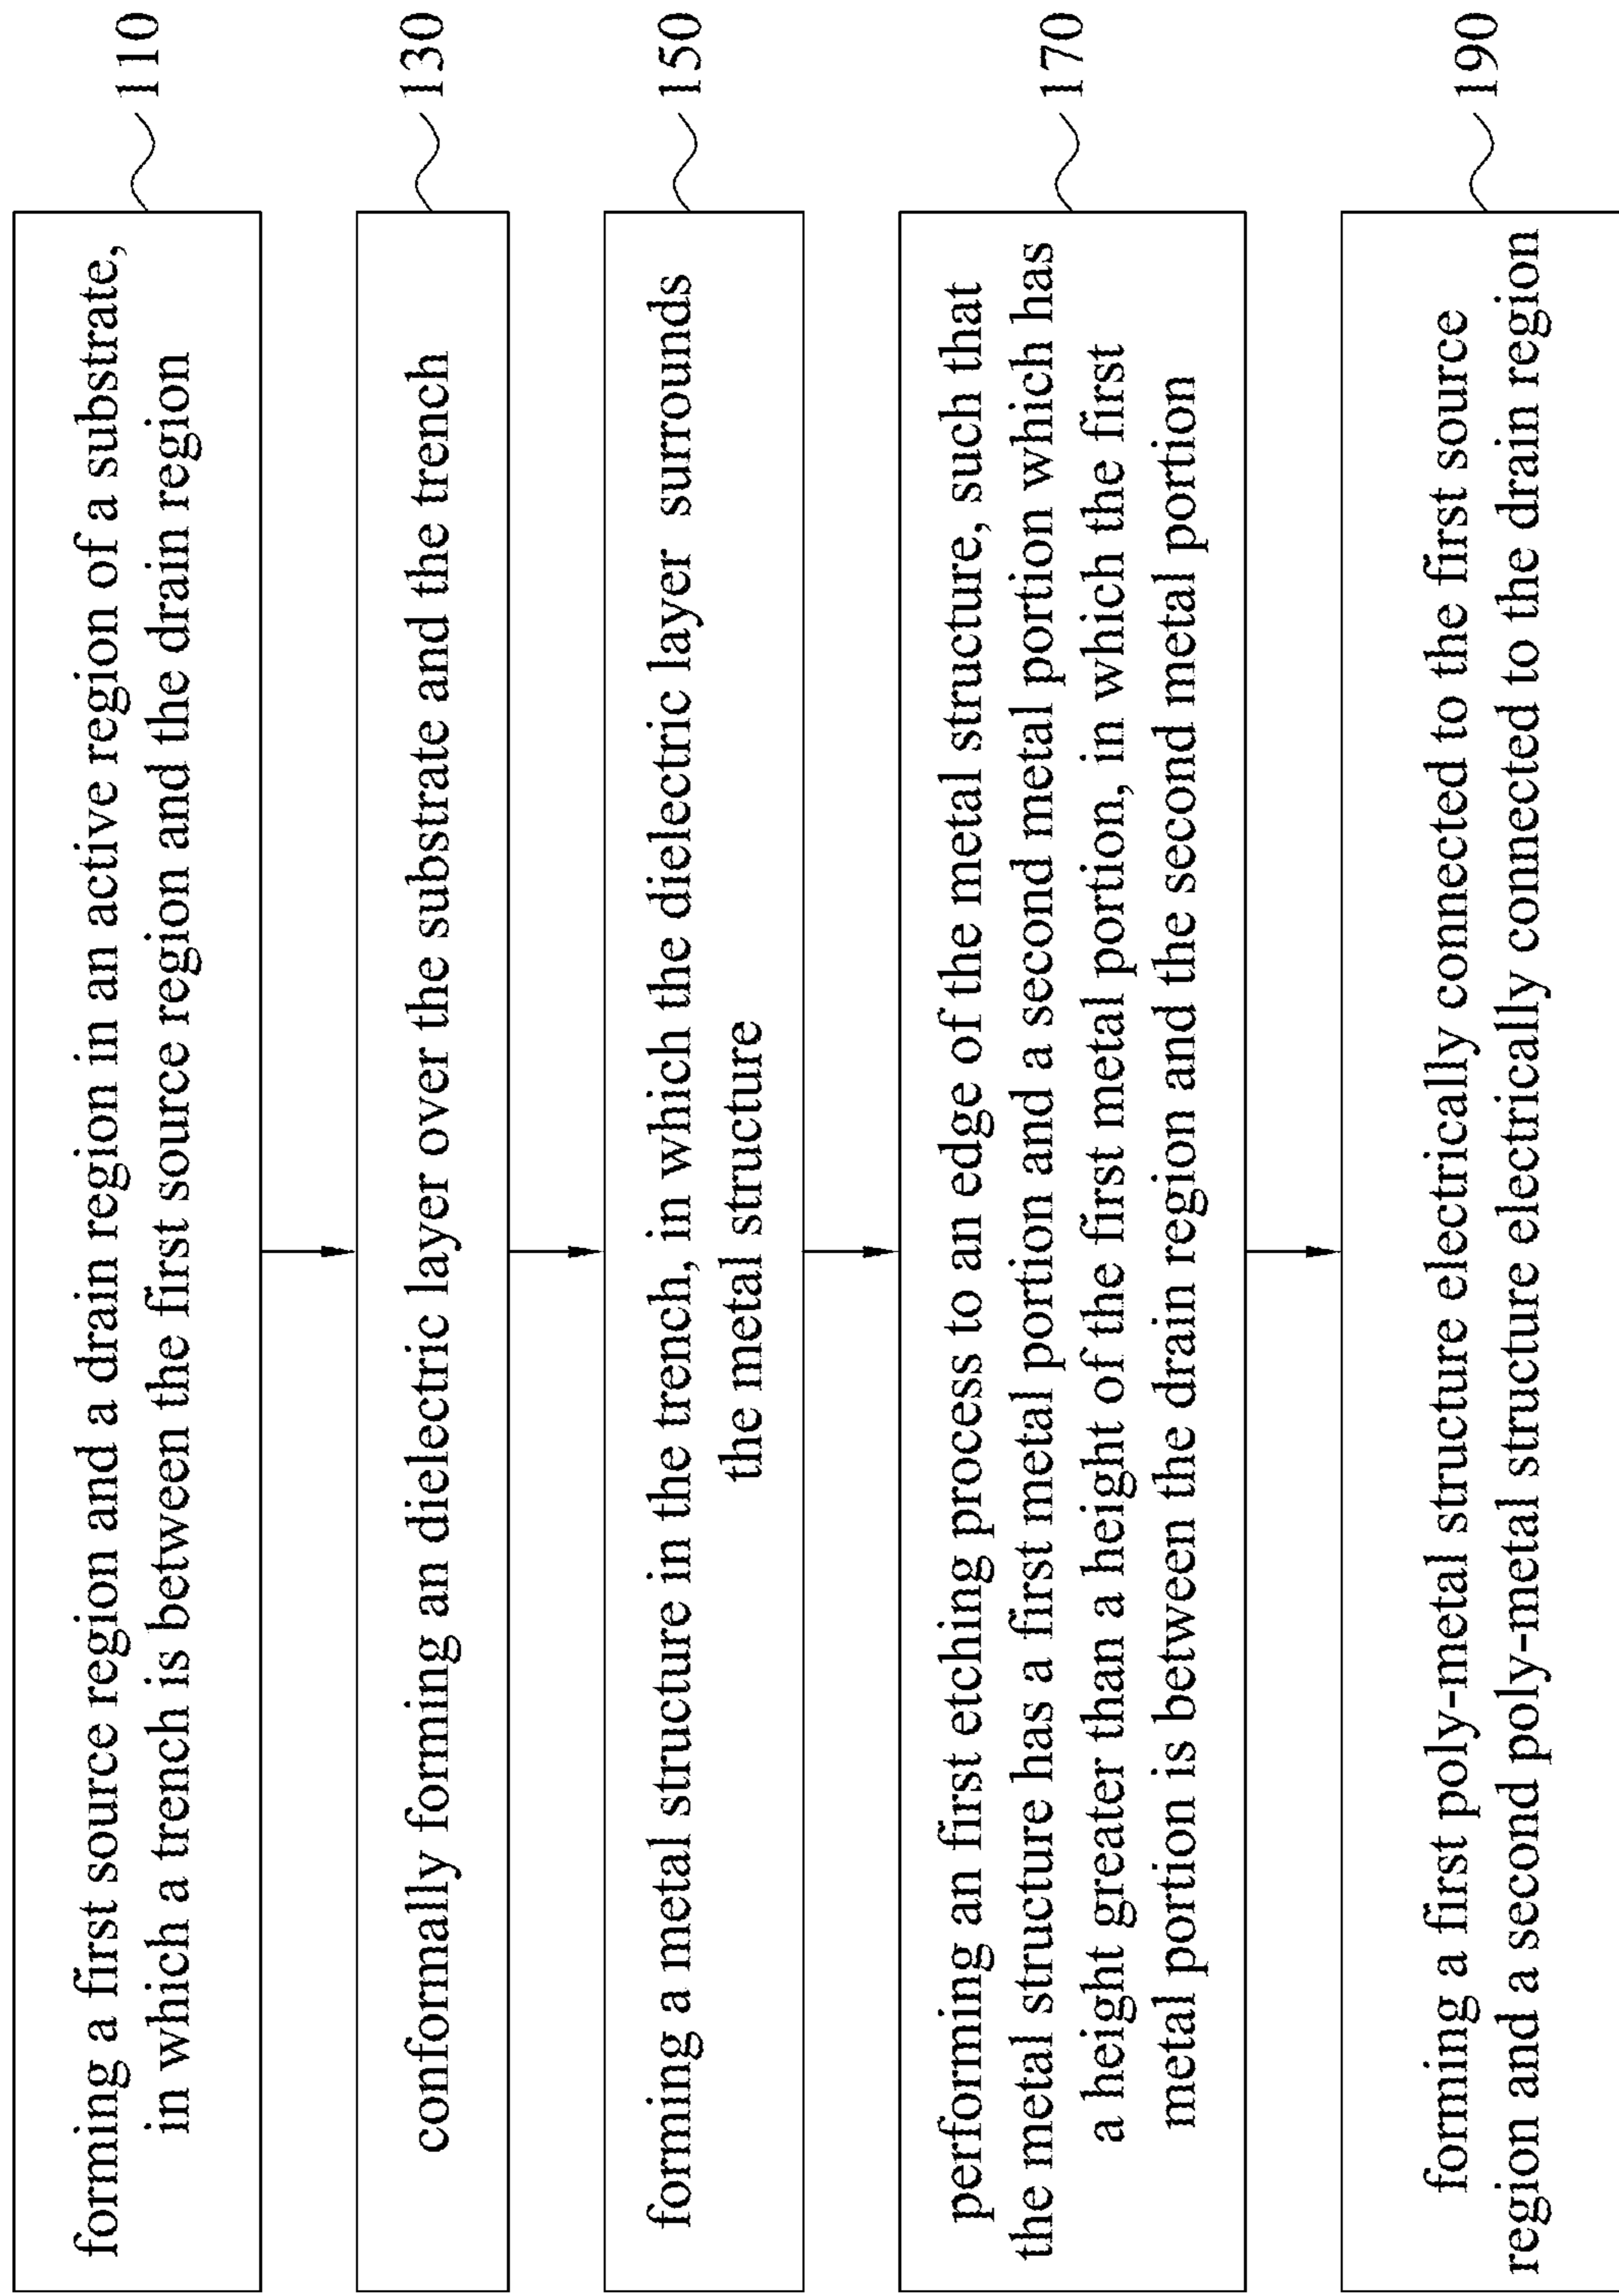 forming a first source region and a drain region in an active region of a substrate,
in which a trench is between the first source region and the drain region
110
conformally forming an dielectric layer over the substrate and the trench
130
forming a metal structure in the trench, in which the dielectric layer surrounds
the metal structure
150
performing an first etching process to an edge of the metal structure, such that
the metal structure has a first metal portion and a second metal portion which has
a height greater than a height of the first metal portion, in which the first
metal portion is between the drain region and the second metal portion
170
forming a first poly-metal structure electrically connected to the first source
region and a second poly-metal structure electrically connected to the drain region
190